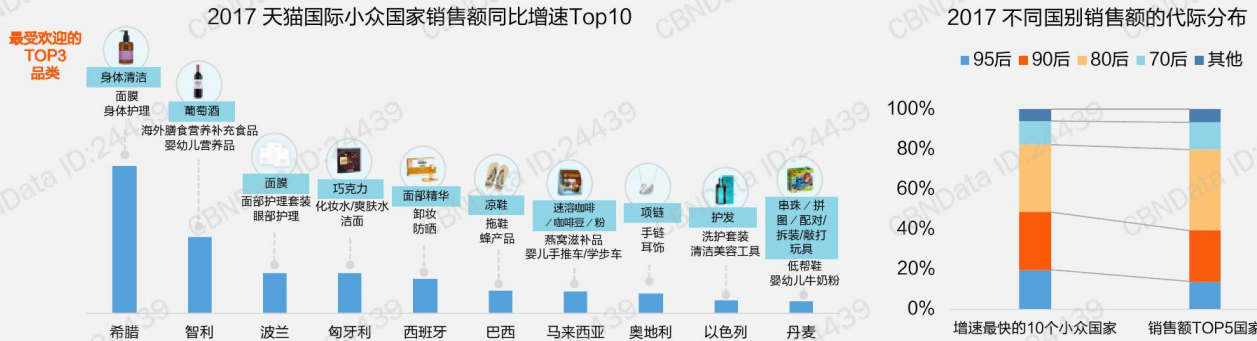 2017 天猫国际小众国家销售额同比增速Top10
最受欢迎的
TOP3
品类
身体清洁
面膜
身体护理
葡萄酒
海外膳食营养补充食品
婴幼儿营养品
面膜
面部护理套装
眼部护理
巧克力
化妆水/爽肤水
洁面
面部精华
卸妆
防晒
凉鞋
拖鞋
蜂产品
速溶咖啡
/咖啡豆/粉
燕窝滋补品
婴儿手推车/学步车
项链
手链
耳饰
护发
洗护套装
清洁美容工具
串珠/拼
图/配对/
拆装/敲打
玩具
低帮鞋
婴幼儿牛奶粉
希腊 智利 波兰 匈牙利 西班牙 巴西 马来西亚 奥地利 以色列 丹麦
2017 不同国别销售额的代际分布
95后 90后 80后 70后 其他
100%
80%
60%
40%
20%
0%
增速最快的10个小众国家 销售额TOP5国家
CBNData ID:24439